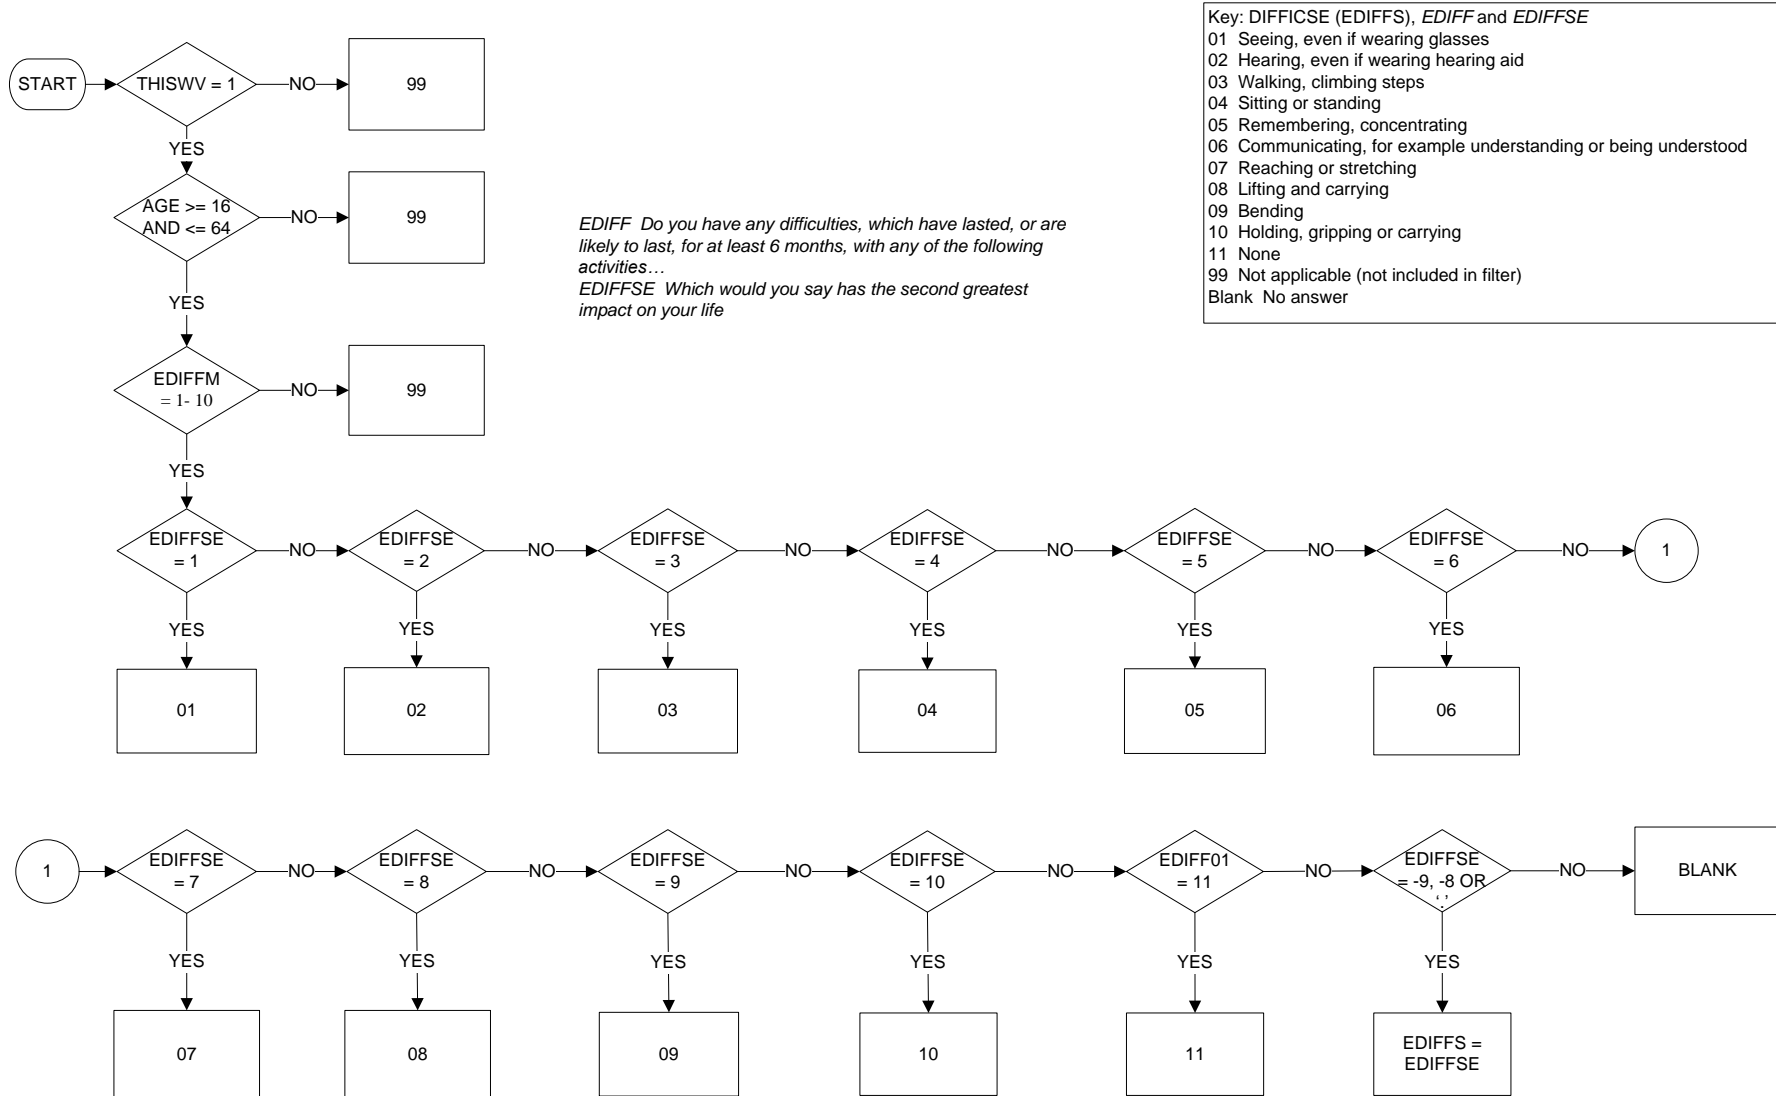 Key: DIFFICSE (EDIFFS), EDIFF and EDIFFSE
01 Seeing, even if wearing glasses
02 Hearing, even if wearing hearing aid
03 Walking, climbing steps
04 Sitting or standing
05 Remembering, concentrating
06 Communicating, for example understanding or being understood
07 Reaching or stretching
08 Lifting and carrying
09 Bending
10 Holding, gripping or carrying
11 None
99 Not applicable (not included in filter)
Blank No answer
START
THISWV = 1
NO
99
YES
AGE >= 16
AND <= 64
NO
99
EDIFF Do you have any difficulties, which have lasted, or are
likely to last, for at least 6 months, with any of the following
activities…
EDIFFSE Which would you say has the second greatest
impact on your life
YES
EDIFFM
= 1- 10
NO
99
YES
EDIFFSE
= 1
NO
EDIFFSE
= 2
NO
EDIFFSE
= 3
NO
EDIFFSE
= 4
NO
EDIFFSE
= 5
NO
EDIFFSE
= 6
NO
1
YES
YES
YES
YES
YES
YES
01
02
03
04
05
06
1
EDIFFSE
= 7
NO
EDIFFSE
= 8
NO
EDIFFSE
= 9
NO
EDIFFSE
= 10
NO
EDIFF01
= 11
NO
EDIFFSE
= -9, -8 OR
‘.’
NO
BLANK
YES
YES
YES
YES
YES
YES
07
08
09
10
11
EDIFFS =
EDIFFSE